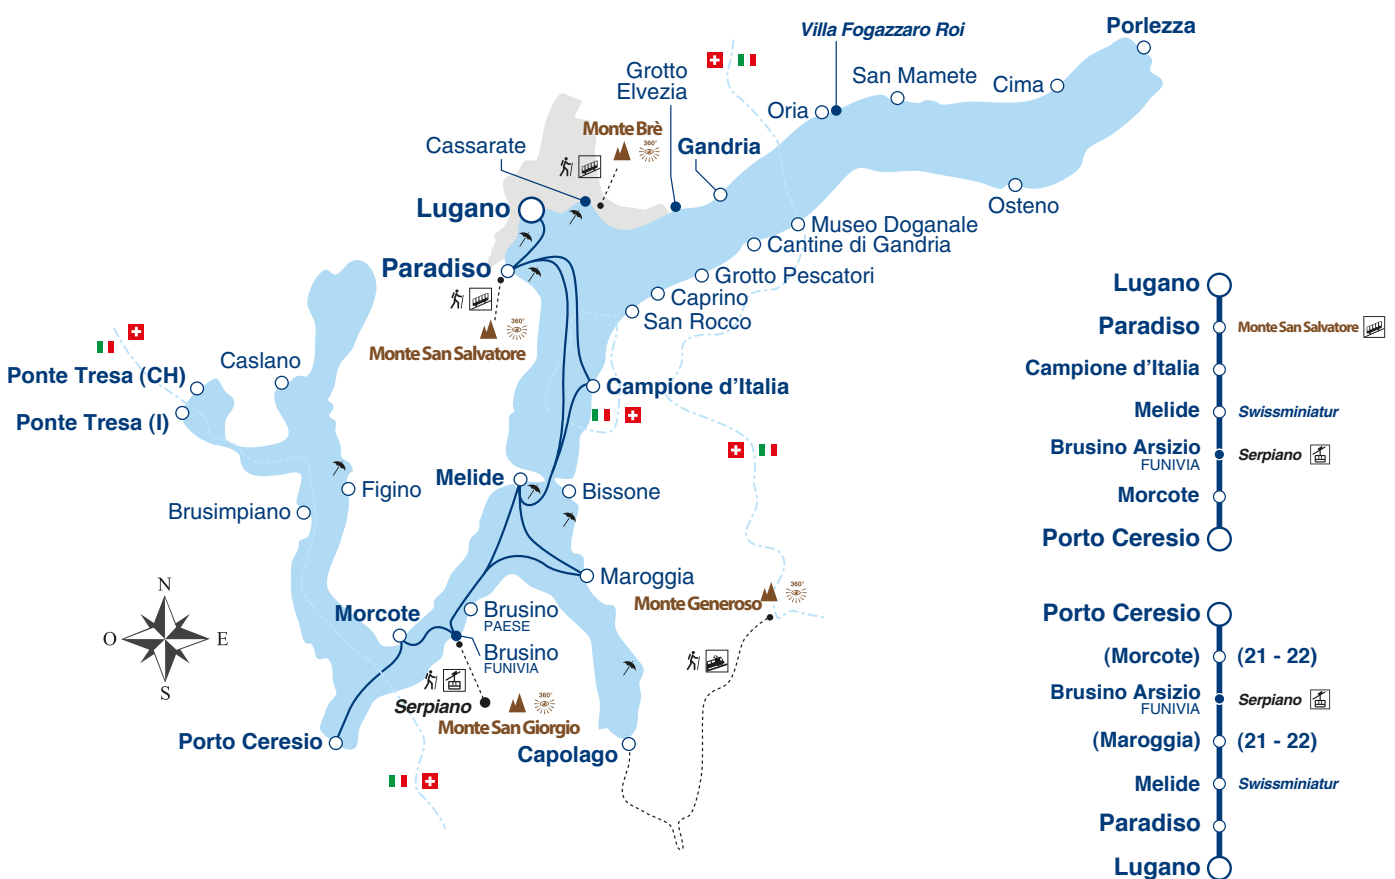 Porlezza
Villa Fogazzaro Roi
San Mamete
Cima
Grotto
Elvezia
Oria
Monte Brè
360°
Cassarate
Gandria
Lugano
Osteno
Museo Doganale
Cantine di Gandria
Paradiso
Grotto Pescatori
Caprino
San Rocco
360°
Monte San Salvatore
Caslano
Ponte Tresa (CH)
Ponte Tresa (I)
Campione d'Italia
Melide
Bissone
Figino
Brusimpiano
Maroggia
Monte Generoso
360°
Morcote
Brusino
PAESE
Brusino
FUNIVIA
N
O
E
S
Serpiano
360°
Monte San Giorgio
Porto Ceresio
Capolago
Lugano
Paradiso
Monte San Salvatore
Campione d'Italia
Melide
Swissminiatur
Brusino Arsizio
FUNIVIA
Serpiano
Morcote
Porto Ceresio
Porto Ceresio
(Morcote)
(21 - 22)
Brusino Arsizio
FUNIVIA
Serpiano
(Maroggia)
(21 - 22)
Melide
Swissminiatur
Paradiso
Lugano